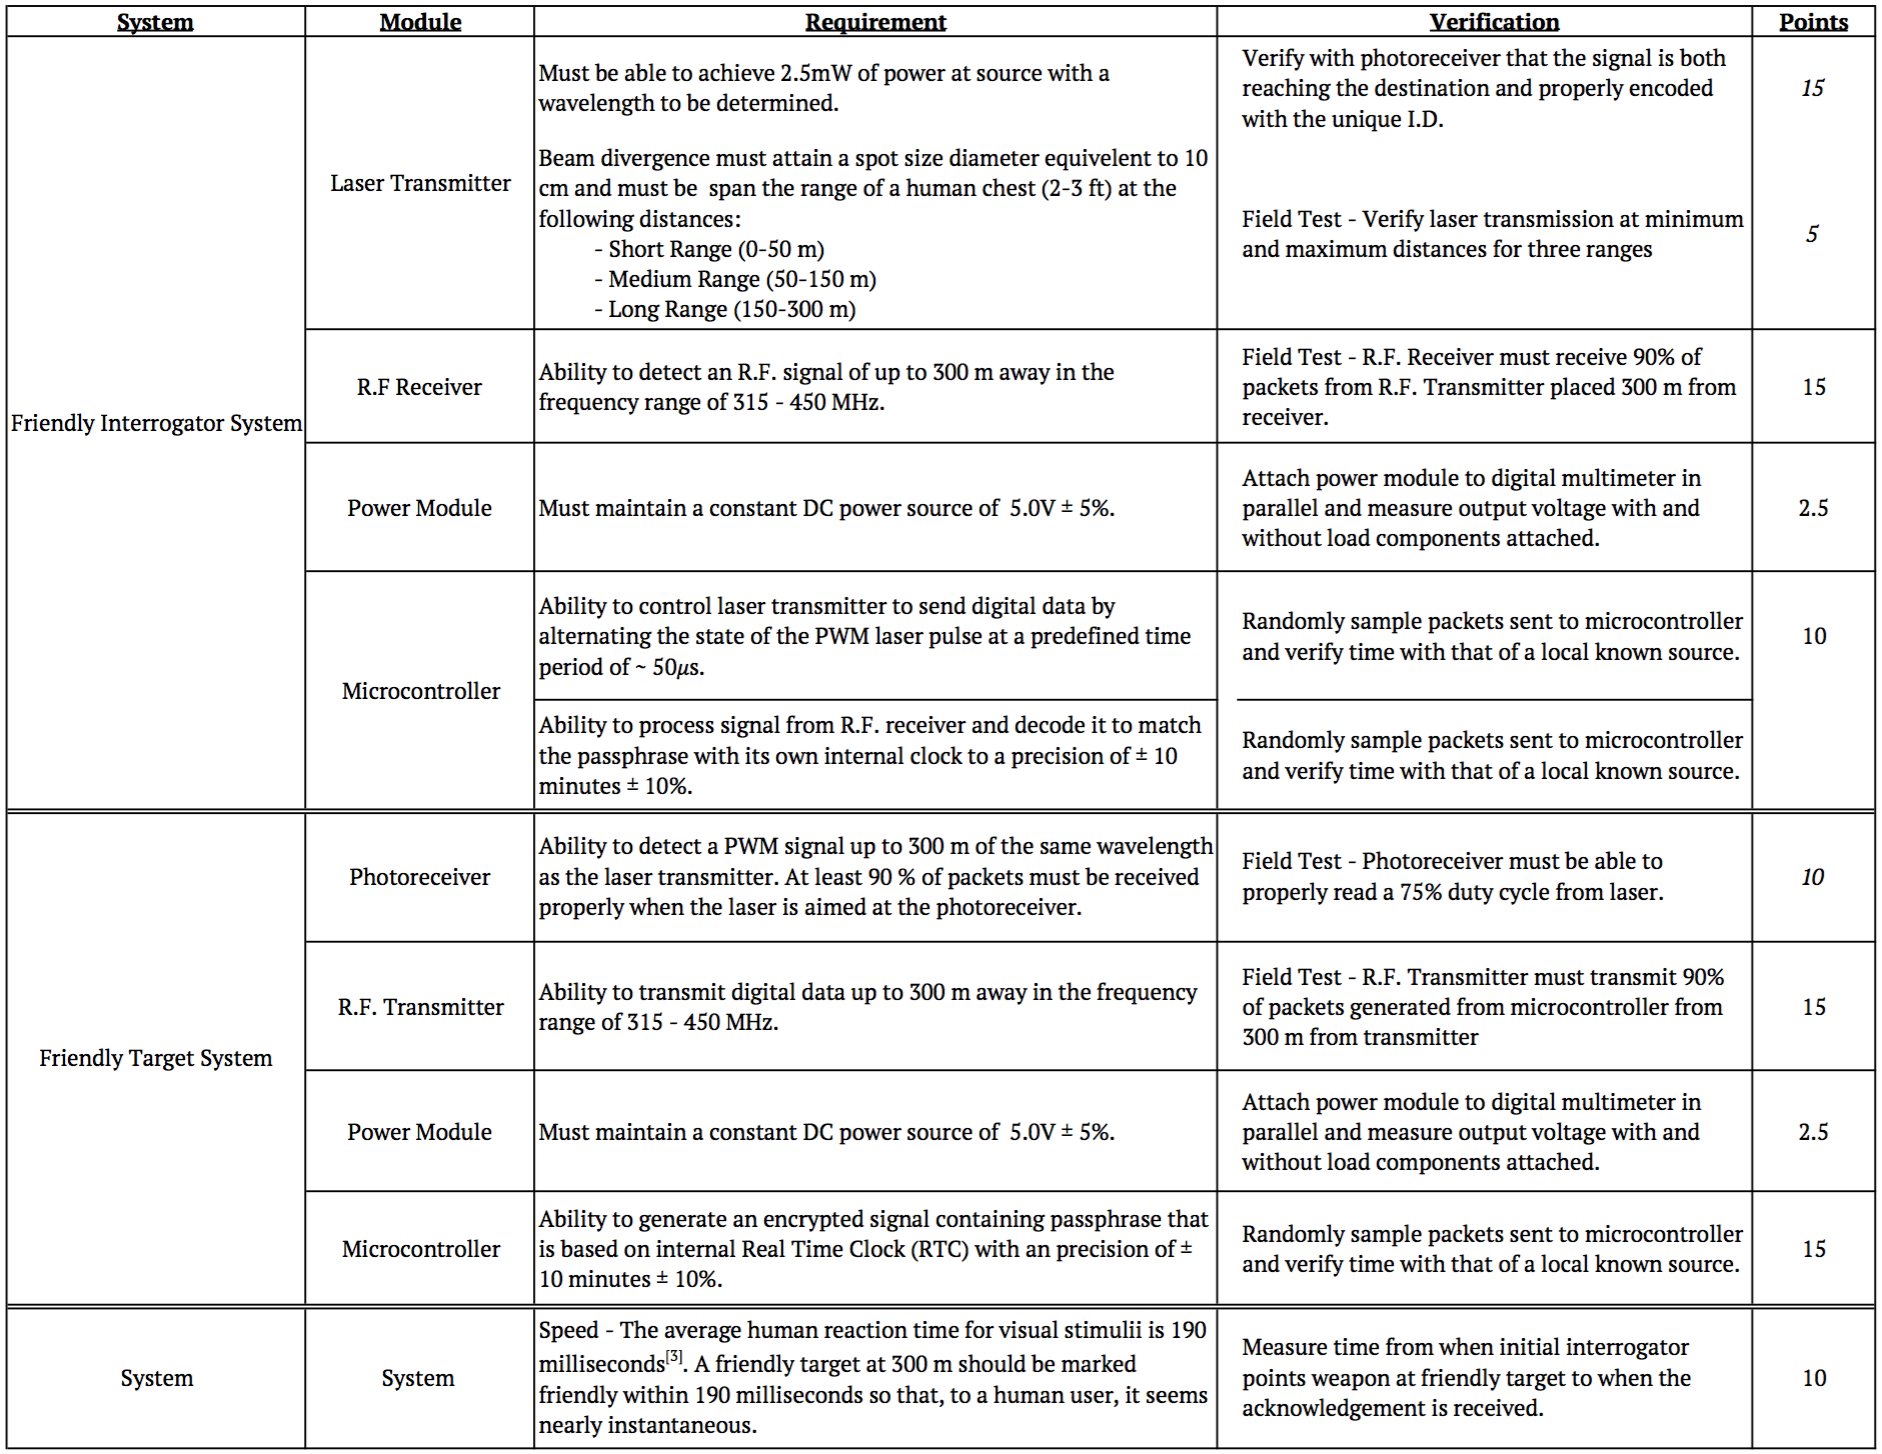 System Module Requirement Verification Points
Friendly Interrogator System
Laser Transmitter
Must be able to achieve 2.5mW of power at source with a
wavelength to be determined.
Verify with photoreceiver that the signal is both
reaching the destination and properly encoded
with the unique I.D.
15
Beam divergence must attain a spot size diameter equivelent to 10
cm and must be  span the range of a human chest (2-3 ft) at the
following distances:
- Short Range (0-50 m)
- Medium Range (50-150 m)
- Long Range (150-300 m)
Field Test - Verify laser transmission at minimum
and maximum distances for three ranges
5
R.F Receiver
Ability to detect an R.F. signal of up to 300 m away in the
frequency range of 315 - 450 MHz.
Field Test - R.F. Receiver must receive 90% of
packets from R.F. Transmitter placed 300 m from
receiver.
15
Power Module
Must maintain a constant DC power source of  5.0V ± 5%.
Attach power module to digital multimeter in
parallel and measure output voltage with and
without load components attached.
2.5
Microcontroller
Ability to control laser transmitter to send digital data by
alternating the state of the PWM laser pulse at a predefined time
period of ~ 50μs.
Randomly sample packets sent to microcontroller
and verify time with that of a local known source.
10
Ability to process signal from R.F. receiver and decode it to match
the passphrase with its own internal clock to a precision of ± 10
minutes ± 10%.
Randomly sample packets sent to microcontroller
and verify time with that of a local known source.
Friendly Target System
Photoreceiver
Ability to detect a PWM signal up to 300 m of the same wavelength
as the laser transmitter. At least 90 % of packets must be received
properly when the laser is aimed at the photoreceiver.
Field Test - Photoreceiver must be able to
properly read a 75% duty cycle from laser.
10
R.F. Transmitter
Ability to transmit digital data up to 300 m away in the frequency
range of 315 - 450 MHz.
Field Test - R.F. Transmitter must transmit 90%
of packets generated from microcontroller from
300 m from transmitter
15
Power Module
Must maintain a constant DC power source of  5.0V ± 5%.
Attach power module to digital multimeter in
parallel and measure output voltage with and
without load components attached.
2.5
Microcontroller
Ability to generate an encrypted signal containing passphrase that
is based on internal Real Time Clock (RTC) with an precision of ±
10 minutes ± 10%.
Randomly sample packets sent to microcontroller
and verify time with that of a local known source.
15
System
System
Speed - The average human reaction time for visual stimulii is 190
milliseconds[3]. A friendly target at 300 m should be marked
friendly within 190 milliseconds so that, to a human user, it seems
nearly instantaneous.
Measure time from when initial interrogator
points weapon at friendly target to when the
acknowledgement is received.
10